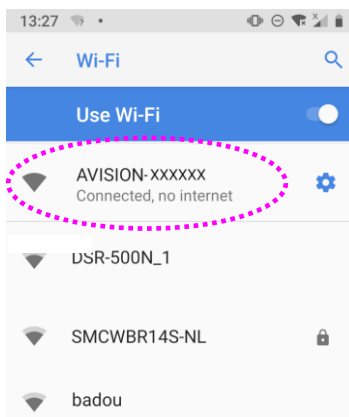 13:27
Wi-Fi
Use Wi-Fi
AVISION-xxxxxx
Connected, no internet
DSR-500N_1
SMCWBR14S-NL
badou